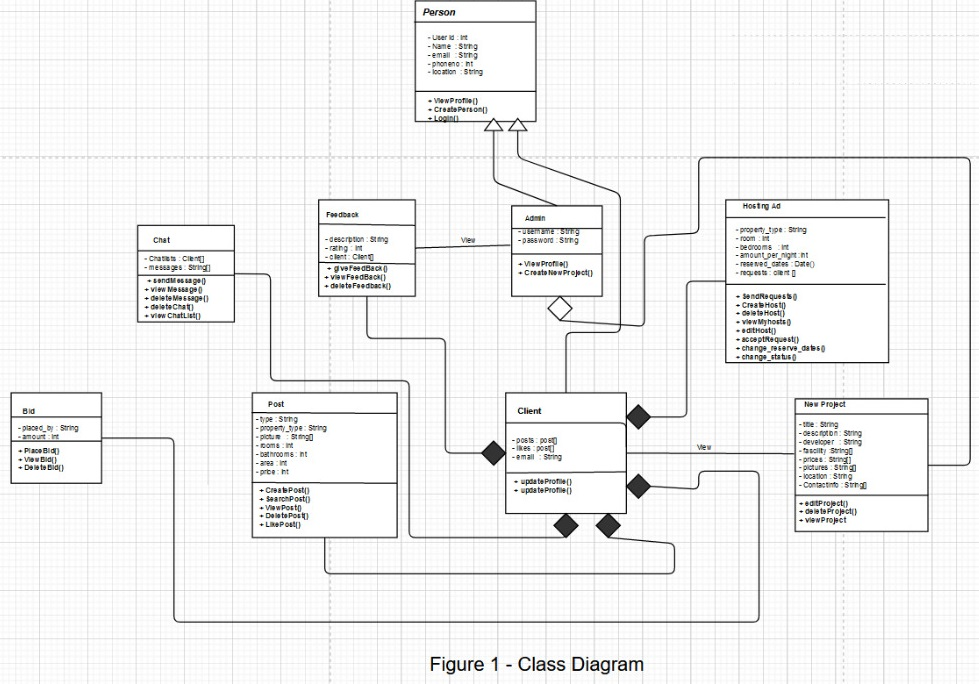 Person
- User Id : Int
- Name : String
- email : String
- phoneno : Int
- location : String
+ ViewProfile()
+ CreatePerson()
+ Login()
Feedback
- description : String
- rating : Int
- client : Client[]
+ giveFeedBack()
+ viewFeedBack()
+ deleteFeedback()
View
Admin
- username : String
- password : String
+ ViewProfile()
+ CreateNewProject()
Hosting Ad
- property_type : String
- room : Int
- bedrooms : int
- amount_per_night : int
- reserved_dates : Date()
- requests : client []
+ SendRequests()
+ CreateHost()
+ deleteHost()
+ viewMyhosts()
+ editHost()
+ acceptRequest()
+ change_reserve_dates()
+ change_status()
Chat
- Chatlists : Client[]
- messages : String[]
+ sendMessage()
+ view Message()
+ deleteMessage()
+ deleteChat()
+ view ChatList()
Bid
- placed_by : String
- amount : Int
+ PlaceBid()
+ ViewBid()
+ DeleteBid()
Post
- type : String
- property_type : String
- picture : String[]
- rooms : Int
- bathrooms : Int
- area : Int
- price : Int
+ CreatePost()
+ SearchPost()
+ ViewPost()
+ DeletePost()
+ LikePost()
Client
- posts : post[]
- likes : post[]
- email : String
+ updateProfile()
+ updateProfile()
View
New Project
- title : String
- description : String
- developer : String
- fascility : String[]
- prices : String[]
- pictures : String[]
- location : String
- ContactInfo : String[]
+ editProject()
+ deleteProject()
+ viewProject
Figure 1 - Class Diagram